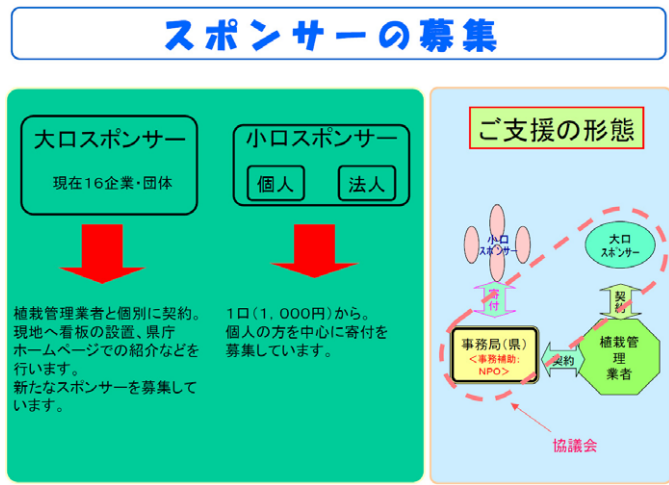 スポンサーの募集
大口スポンサー
現在16企業・団体
小口スポンサー
個人
法人
植栽管理業者と個別に契約。
現地へ看板の設置、県庁
ホームページでの紹介などを
行います。
新たなスポンサーを募集して
います。
1口(1,000円)から。
個人の方を中心に寄付を
募集しています。
ご支援の形態
小口
スポンサー
大口
スポンサー
寄付
契約
事務局(県)
<事務補助:
NPO>
契約
植栽管
理
業者
協議会